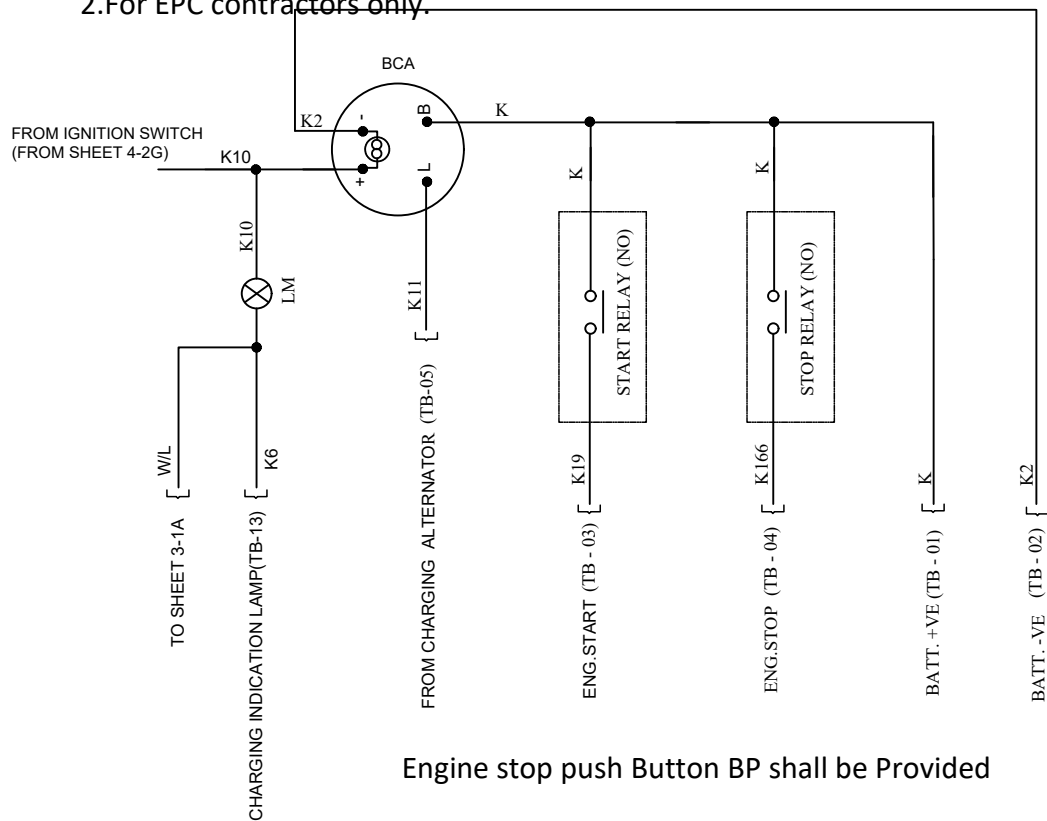 2.For EPC contractors only.
BCA
FROM IGNITION SWITCH
(FROM SHEET 4-2G)
K2
-
B
K
K10
+
L
K
K
K10
LM
K11
START RELAY (NO)
STOP RELAY (NO)
W/L
K6
K19
K166
K
K2
TO SHEET 3-1A
CHARGING INDICATION LAMP(TB-13)
FROM CHARGING ALTERNATOR (TB-05)
ENG.START (TB - 03)
ENG.STOP (TB - 04)
BATT. +VE (TB - 01)
BATT. -VE (TB - 02)
Engine stop push Button BP shall be Provided